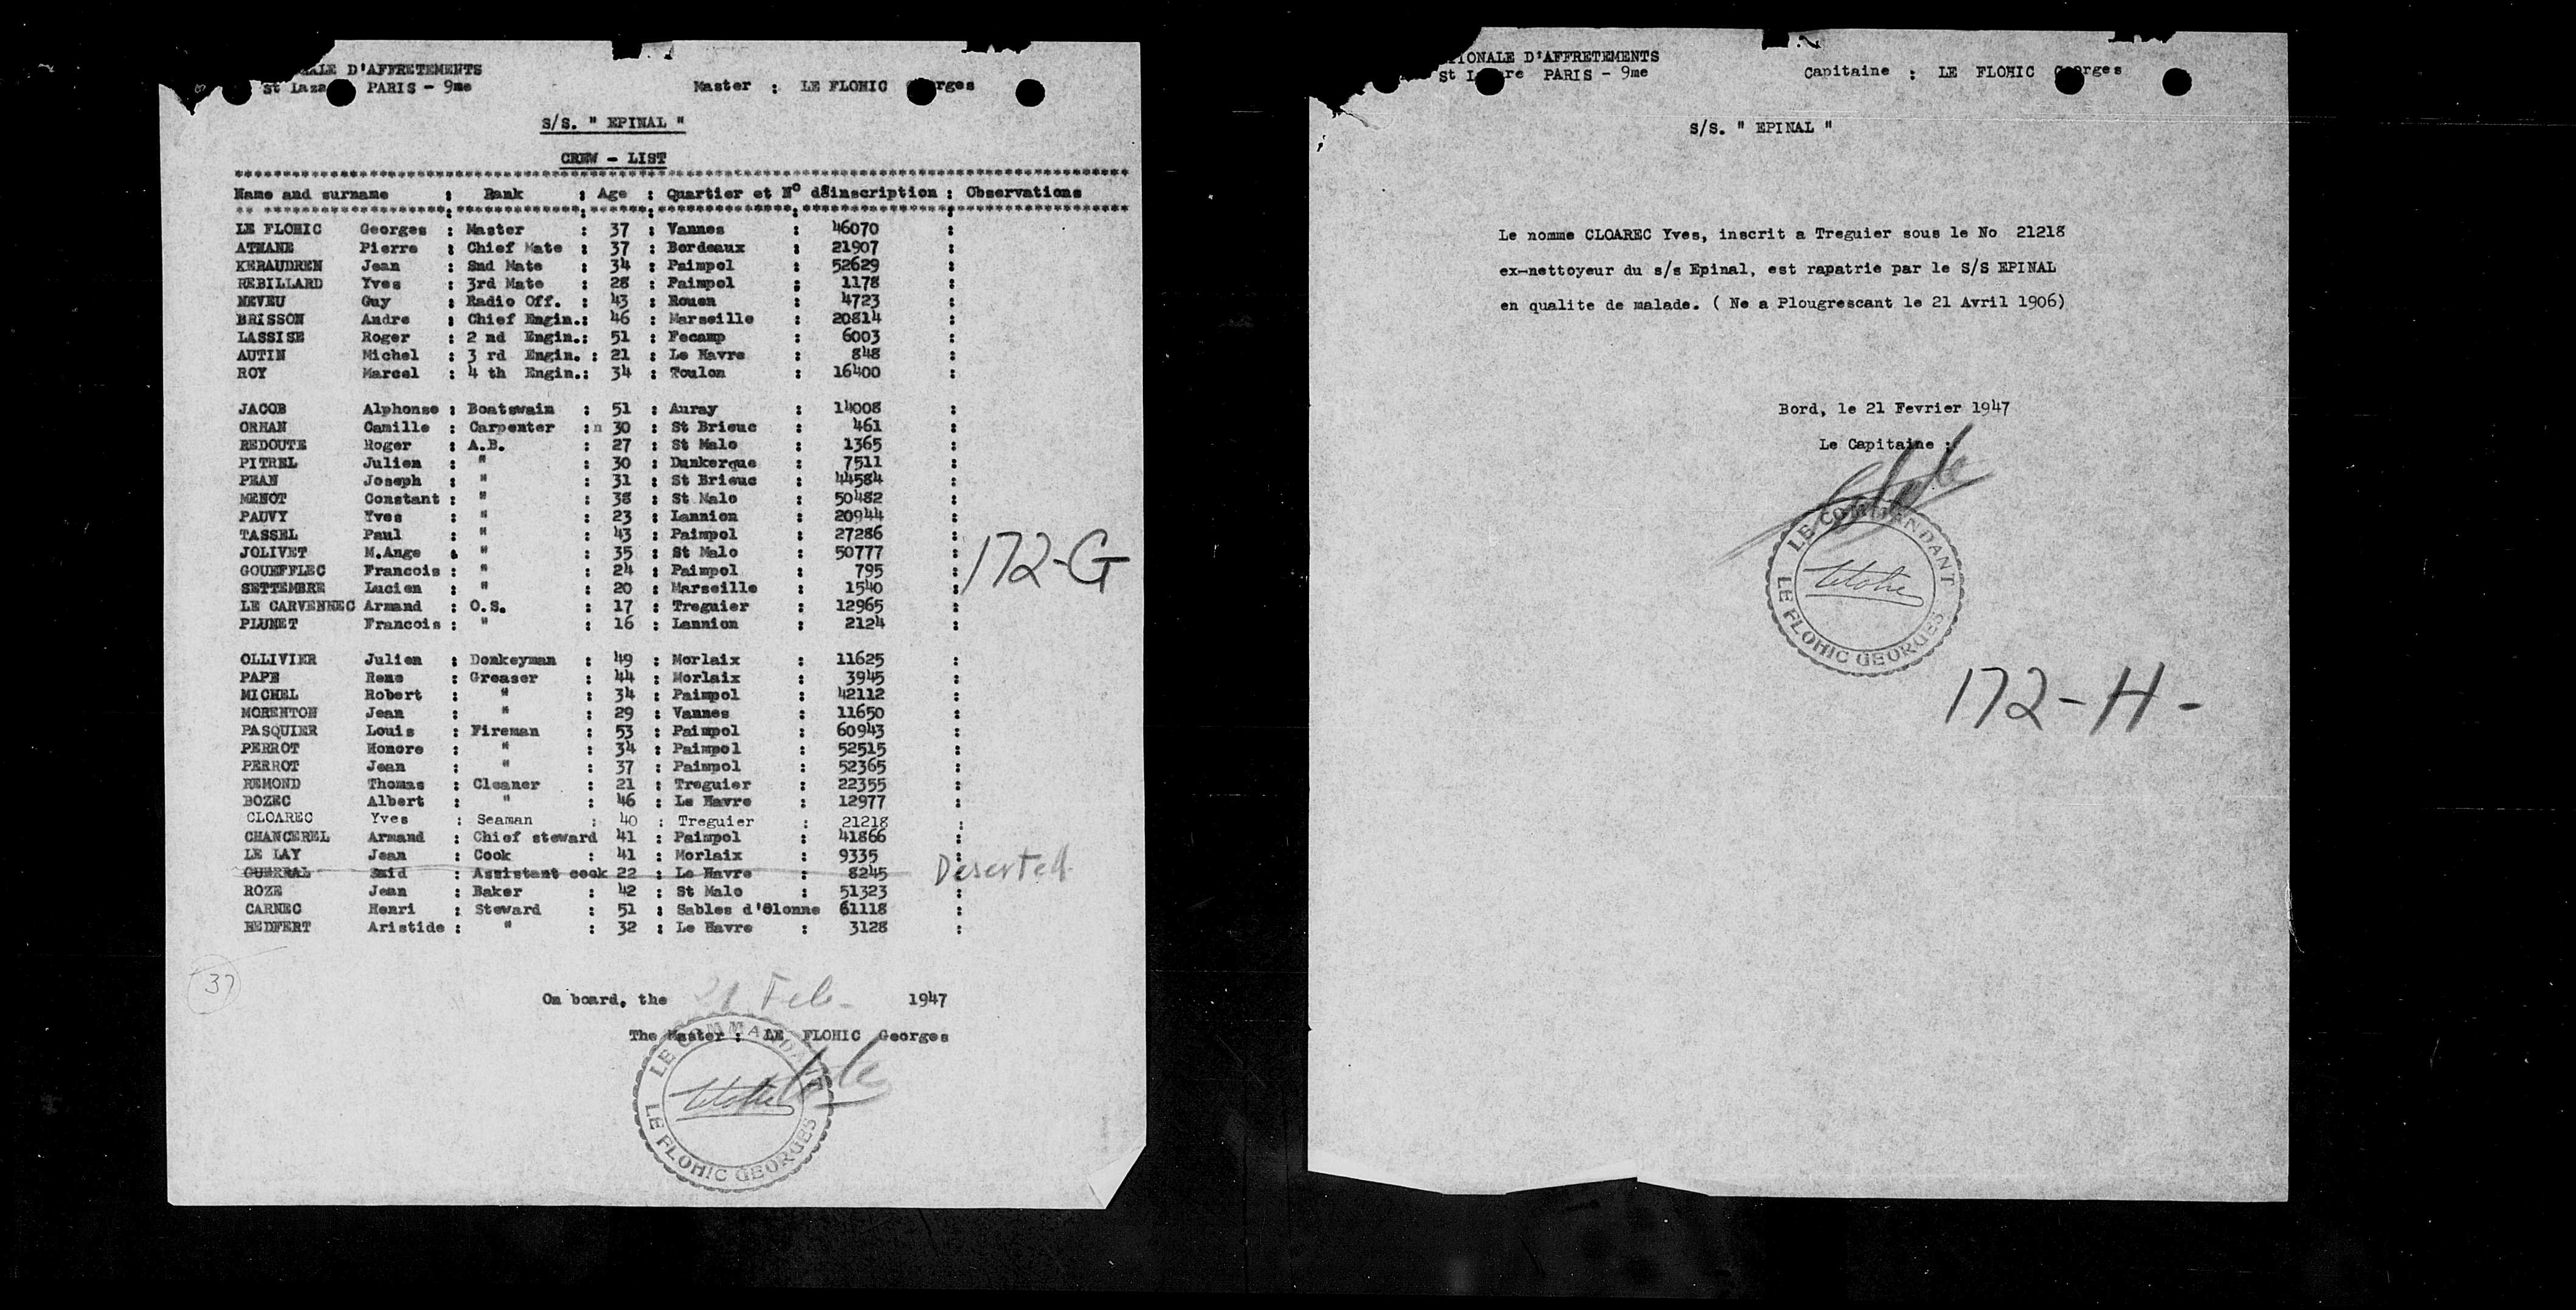 ALE D'AFFRETEMENTS
St Laza PARIS - 9me Master : LE FLOHIC rges
S/S. " EPINAL "
CREW - LIST
Name and surname : Rank : Age : Quartier et N° d'inscription : Observations
LE FLOHIC Georges : Master : 37 : Vannes : 46070 :
ATHANE Pierre : Chief Mate : 37 : Bordeaux : 21907 :
KERAUDREN Jean : Snd Mate : 34 : Paimpol : 52629 :
REBILLARD Yves : 3rd Mate : 28 : Paimpol : 1178 :
NEVEU Guy : Radio Off. : 43 : Rouen : 4723 :
BRISSON Andre : Chief Engin.: 46 : Marseille : 20814 :
LASSISE Roger : 2 nd Engin.: 51 : Fecamp : 6003 :
AUTIN Michel : 3 rd Engin. : 21 : Le Havre : 848 :
ROY Marcel : 4 th Engin.: 34 : Toulon : 16400 :
JACOB Alphonse : Boatswain : 51 : Auray : 14008 :
ORHAN Camille : Carpenter :n 30 : St Brieuc : 461 :
REDOUTE Roger : A.B. : 27 : St Malo : 1365 :
PITREL Julien : " : 30 : Dunkerque : 7511 :
PEAN Joseph : " : 31 : St Brieuc : 44584 :
MENOT Constant : " : 38 : St Malo : 50482 :
PAUVY Yves : " : 23 : Lannion : 20944 :
TASSEL Paul : " : 43 : Paimpol : 27286 :
JOLIVET M.Ange : " : 35 : St Malo : 50777 :
GOUEFFLEC Francois : " : 24 : Paimpol : 795 :
172-G
SETTEMBRE Lucien : " : 20 : Marseille : 1540 :
LE CARVENNEC Armand : O.S. : 17 : Treguier : 12965 :
PLUNET Francois : " : 16 : Lannion : 2124 :
OLLIVIER Julien : Donkeyman : 49 : Morlaix : 11625 :
PAPE Rene : Greaser : 44 : Morlaix : 3945 :
MICHEL Robert : " : 34 : Paimpol : 42112 :
MORENTON Jean : " : 29 : Vannes : 11650 :
PASQUIER Louis : Fireman : 53 : Paimpol : 60943 :
PERROT Honore : " : 34 : Paimpol : 52515 :
PERROT Jean : " : 37 : Paimpol : 52365 :
REMOND Thomas : Cleaner : 21 : Treguier : 22355 :
BOZEC Albert : " : 46 : Le Havre : 12977 :
CLOAREC Yves : Seaman : 40 : Treguier : 21218 :
CHANCEREL Armand : Chief steward 41 : Paimpol : 41866 :
LE LAY Jean : Cook : 41 : Morlaix : 9335 :
GUERRAL Said : Assistant cook 22 : Le Havre : 8245 Deserted
ROZE Jean : Baker : 42 : St Malo : 51323 :
CARNEC Henri : Steward : 51 : Sables d'Olonne 61118 :
HEDFERT Aristide : " : 32 : Le Havre : 3128 :
37
On board, the 21 Feb- 1947
The Master : LE FLOHIC Georges
LE COMMANDANT
LE FLOHIC GEORGES
TIONALE D'AFFRETEMENTS
St L re PARIS - 9me Capitaine : LE FLOHIC G orges
S/S. " EPINAL "
Le nomme CLOAREC Yves, inscrit a Treguier sous le No 21218
ex-nettoyeur du s/s Epinal, est rapatrie par le S/S EPINAL
en qualite de malade. ( Ne a Plougrescant le 21 Avril 1906)
Bord, le 21 Fevrier 1947
Le Capitaine :
LE COMMANDANT
LE FLOHIC GEORGES
172-H-